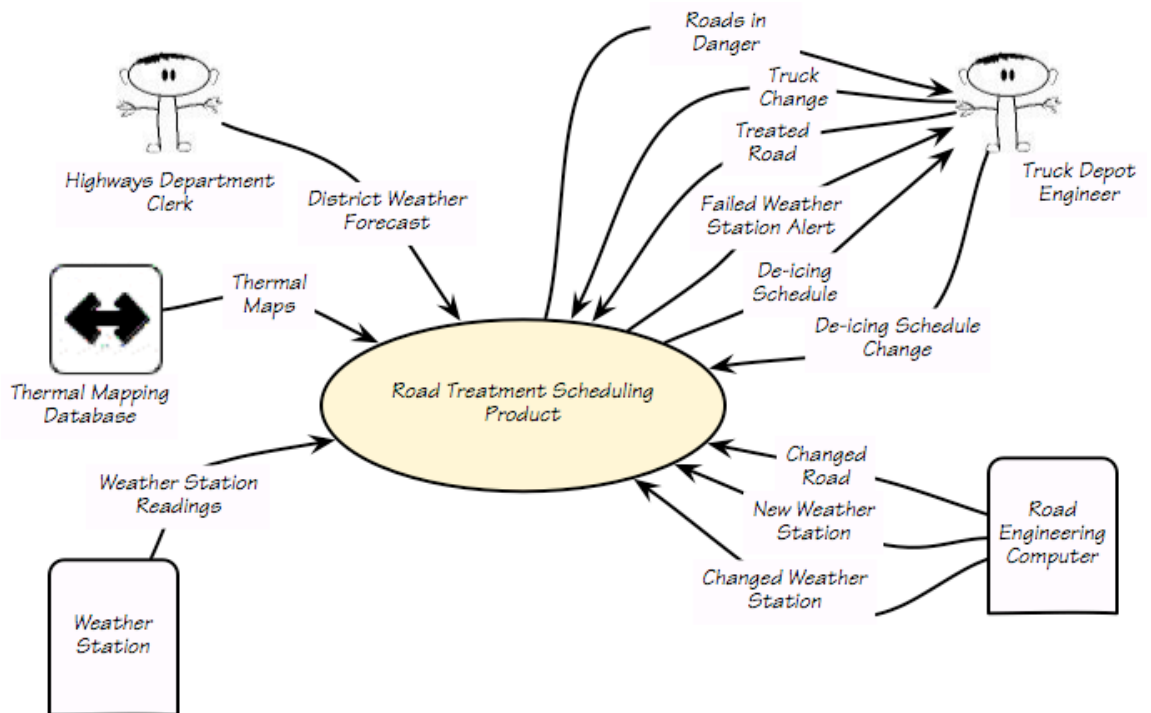 Roads in
Danger
Truck
Change
Treated
Road
Highways Department
Clerk
Truck Depot
Engineer
District Weather
Forecast
Failed Weather
Station Alert
Thermal
Maps
De-icing
Schedule
De-icing Schedule
Change
Thermal Mapping
Database
Road Treatment Scheduling
Product
Weather Station
Readings
Changed
Road
New Weather
Station
Road
Engineering
Computer
Changed Weather
Station
Weather
Station